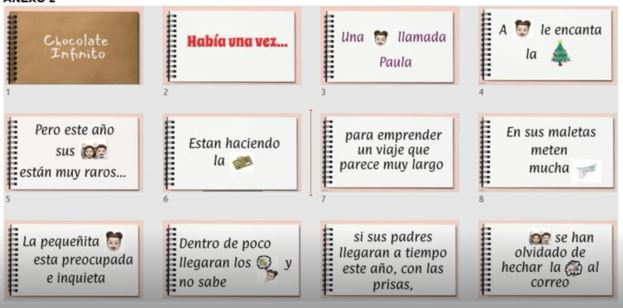 ANEXO 2
Chocolate
Infinito
1
Había una vez...
2
Una llamada
Paula
3
A le encanta
la
4
Pero este año
sus
están muy raros...
5
Estan haciendo
la
6
para emprender
un viaje que
parece muy largo
7
En sus maletas
meten
mucha
8
La pequeñita
esta preocupada
e inquieta
Dentro de poco
llegaran los y
no sabe
si sus padres
llegaran a tiempo
este año, con las
prisas,
se han
olvidado de
hechar la al
correo